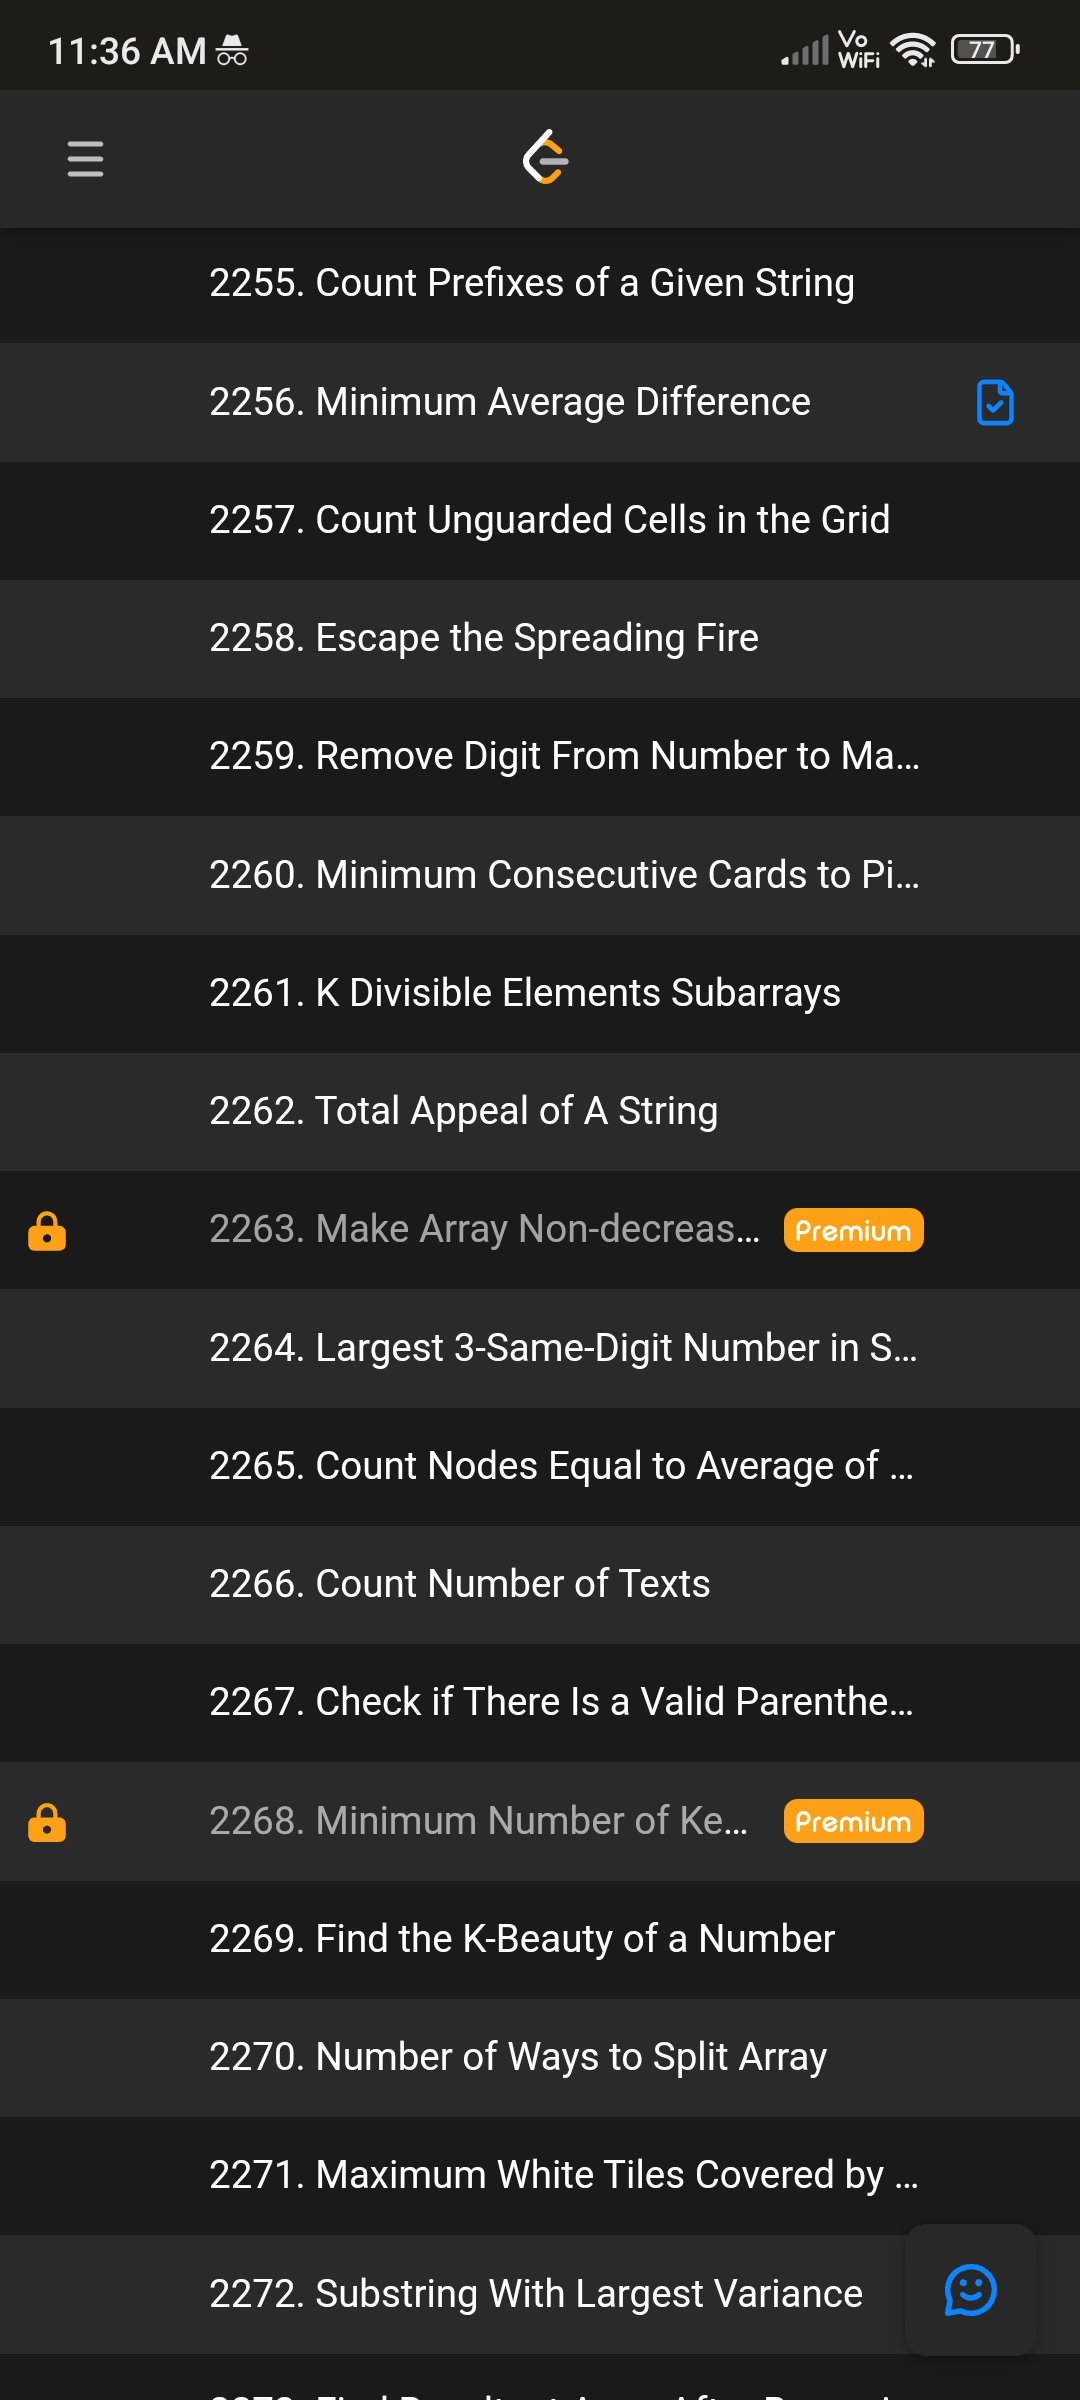 11:36 AM
Vo
WiFi
77
2255. Count Prefixes of a Given String
2256. Minimum Average Difference
2257. Count Unguarded Cells in the Grid
2258. Escape the Spreading Fire
2259. Remove Digit From Number to Ma...
2260. Minimum Consecutive Cards to Pi...
2261. K Divisible Elements Subarrays
2262. Total Appeal of A String
2263. Make Array Non-decreas... Premium
2264. Largest 3-Same-Digit Number in S...
2265. Count Nodes Equal to Average of ...
2266. Count Number of Texts
2267. Check if There Is a Valid Parenthe...
2268. Minimum Number of Ke... Premium
2269. Find the K-Beauty of a Number
2270. Number of Ways to Split Array
2271. Maximum White Tiles Covered by ...
2272. Substring With Largest Variance